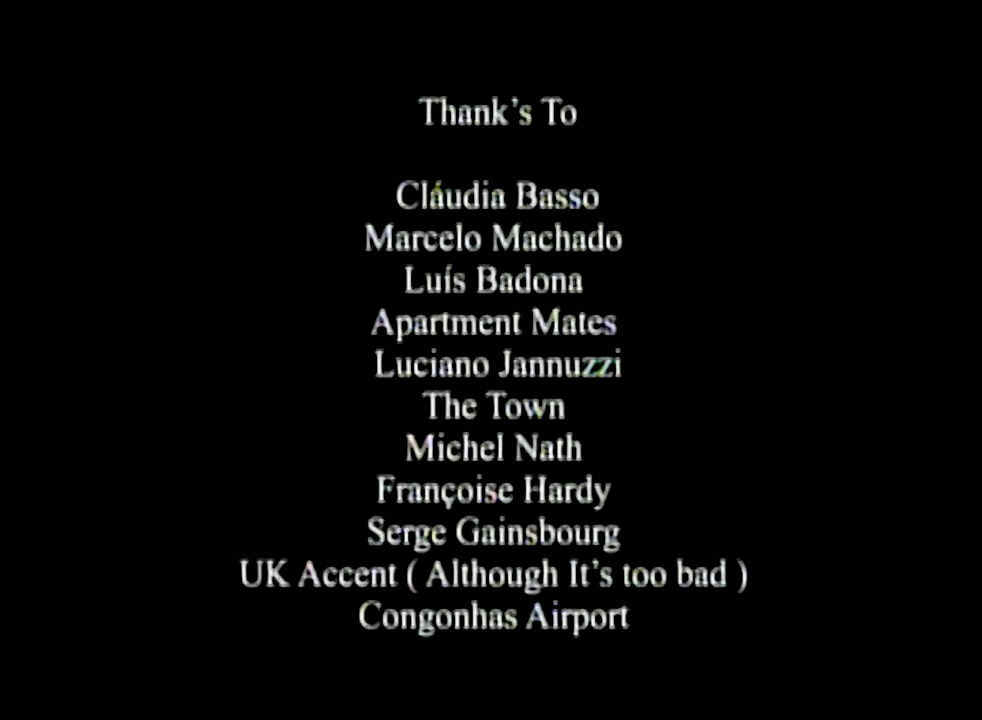 Thank's To
Cláudia Basso
Marcelo Machado
Luís Badona
Apartment Mates
Luciano Jannuzzi
The Town
Michel Nath
Françoise Hardy
Serge Gainsbourg
UK Accent ( Although It's too bad )
Congonhas Airport